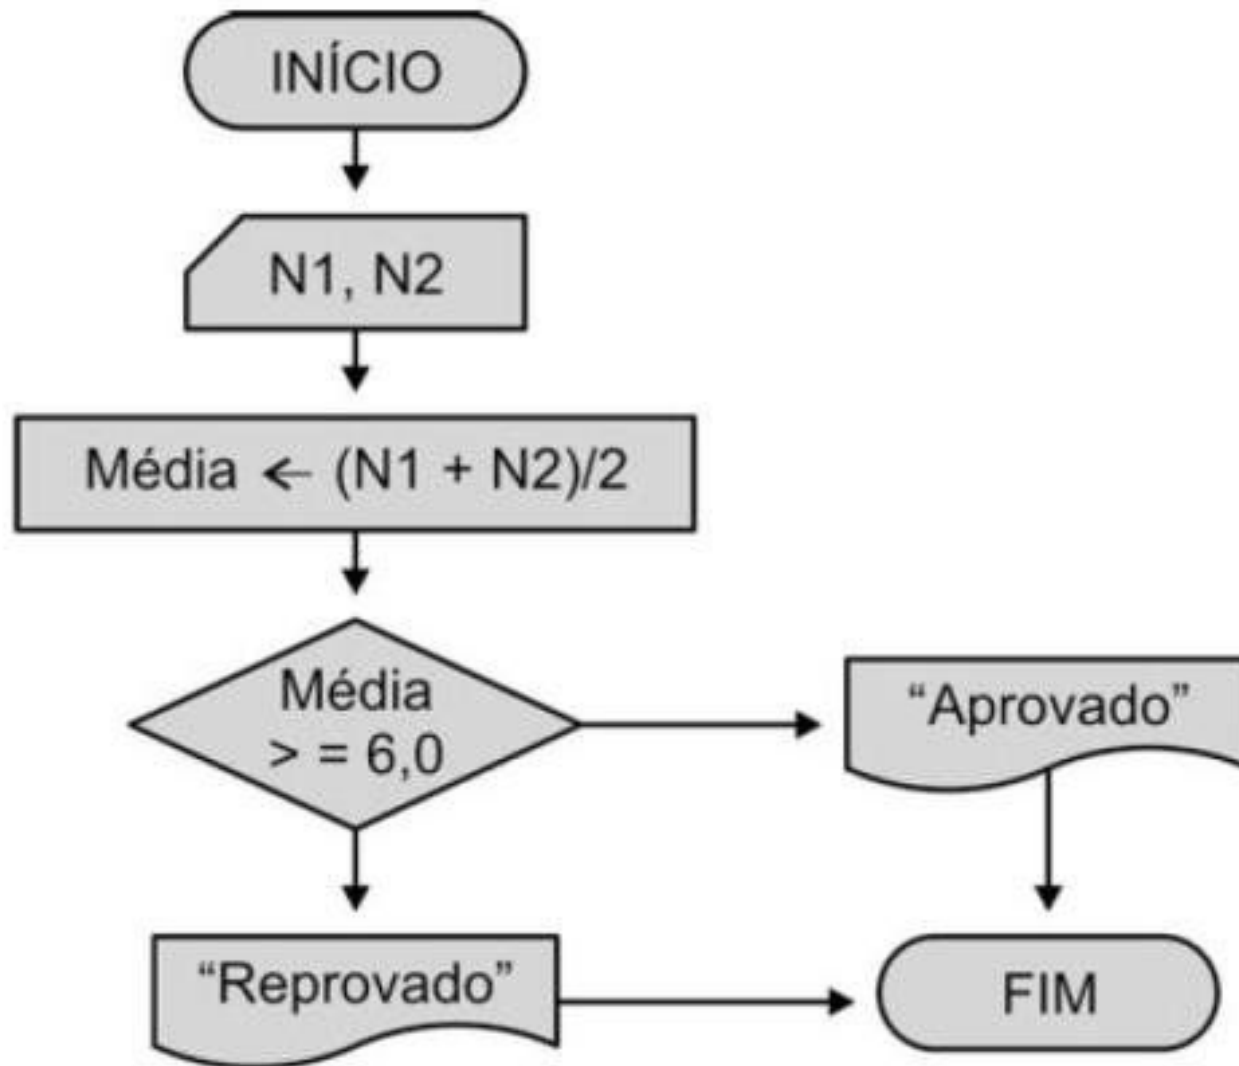 INÍCIO
N1, N2
Média ← (N1 + N2)/2
Média
> = 6,0
“Aprovado”
“Reprovado”
FIM